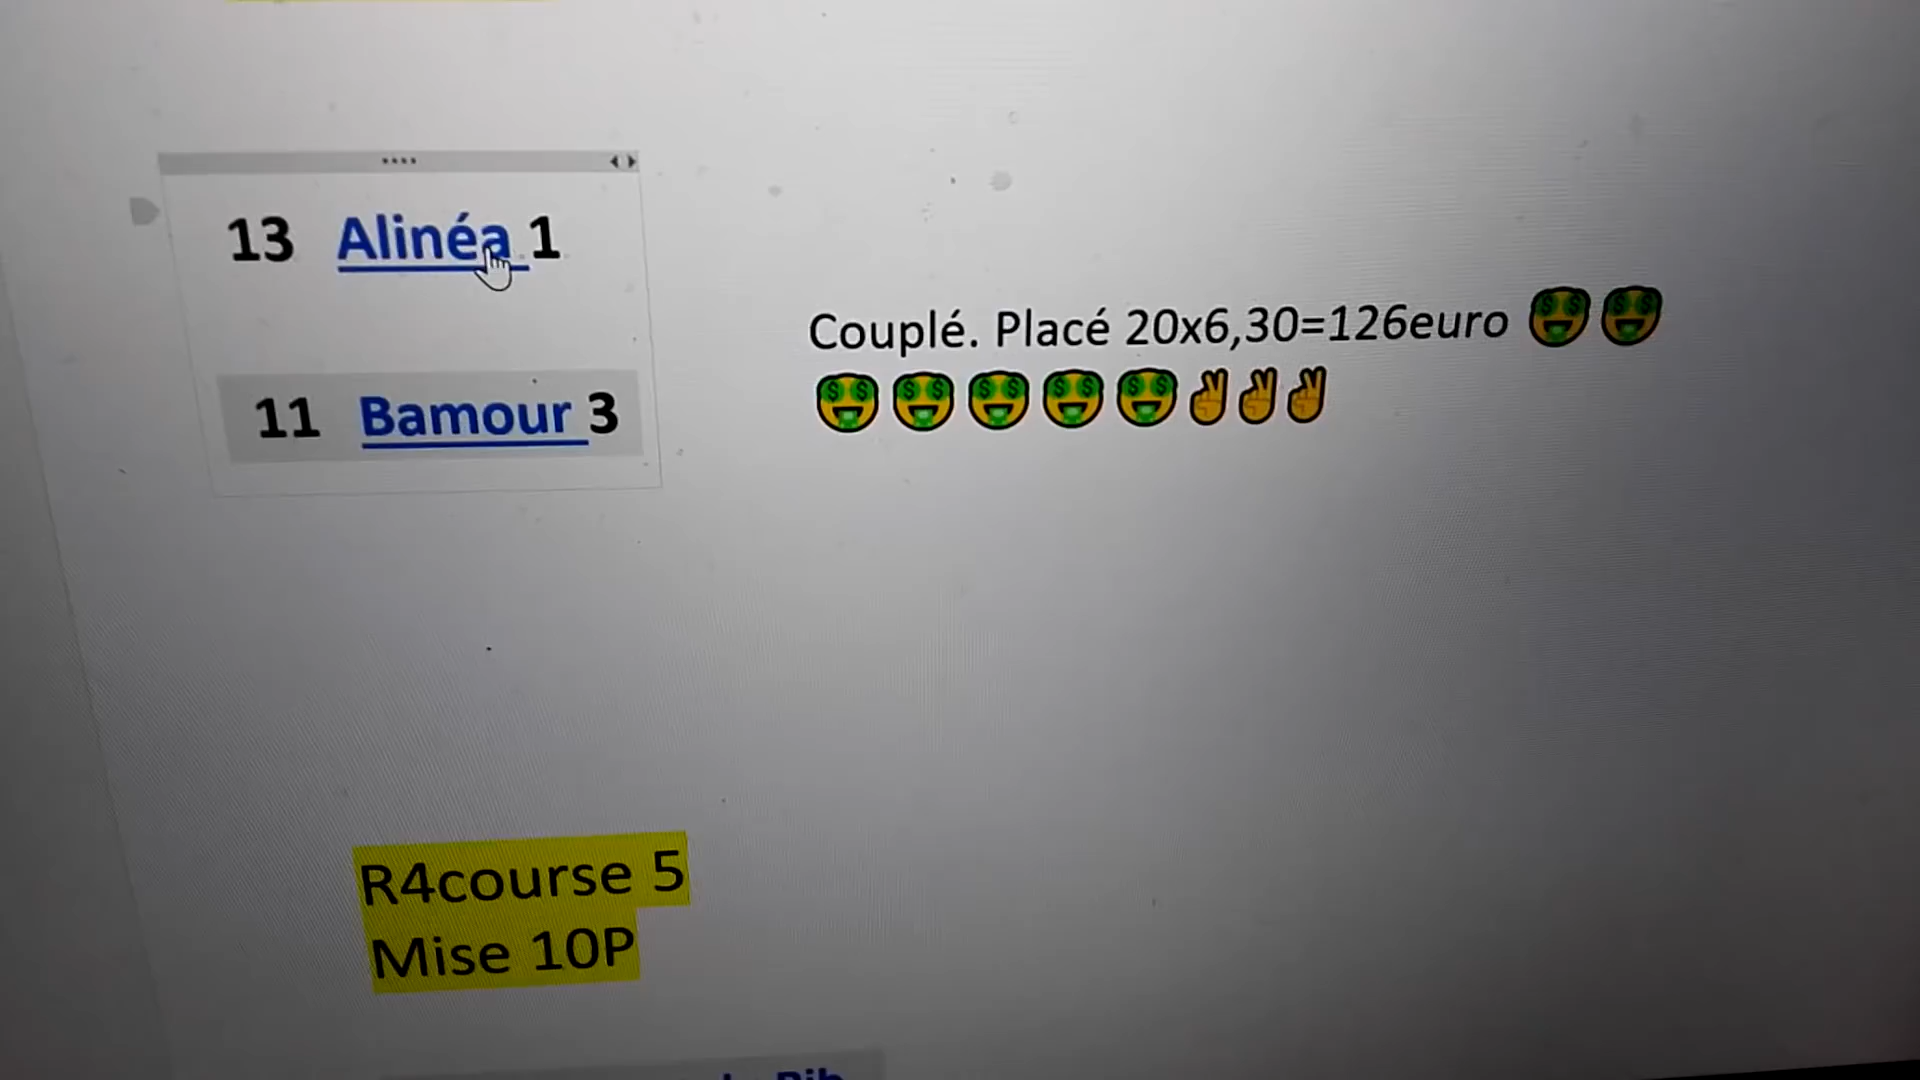 13 Alinéa 1
11 Bamour 3
Couplé. Placé 20x6,30=126euro 🤑🤑
🤑🤑🤑🤑🤑✌✌✌
R4course 5
Mise 10P